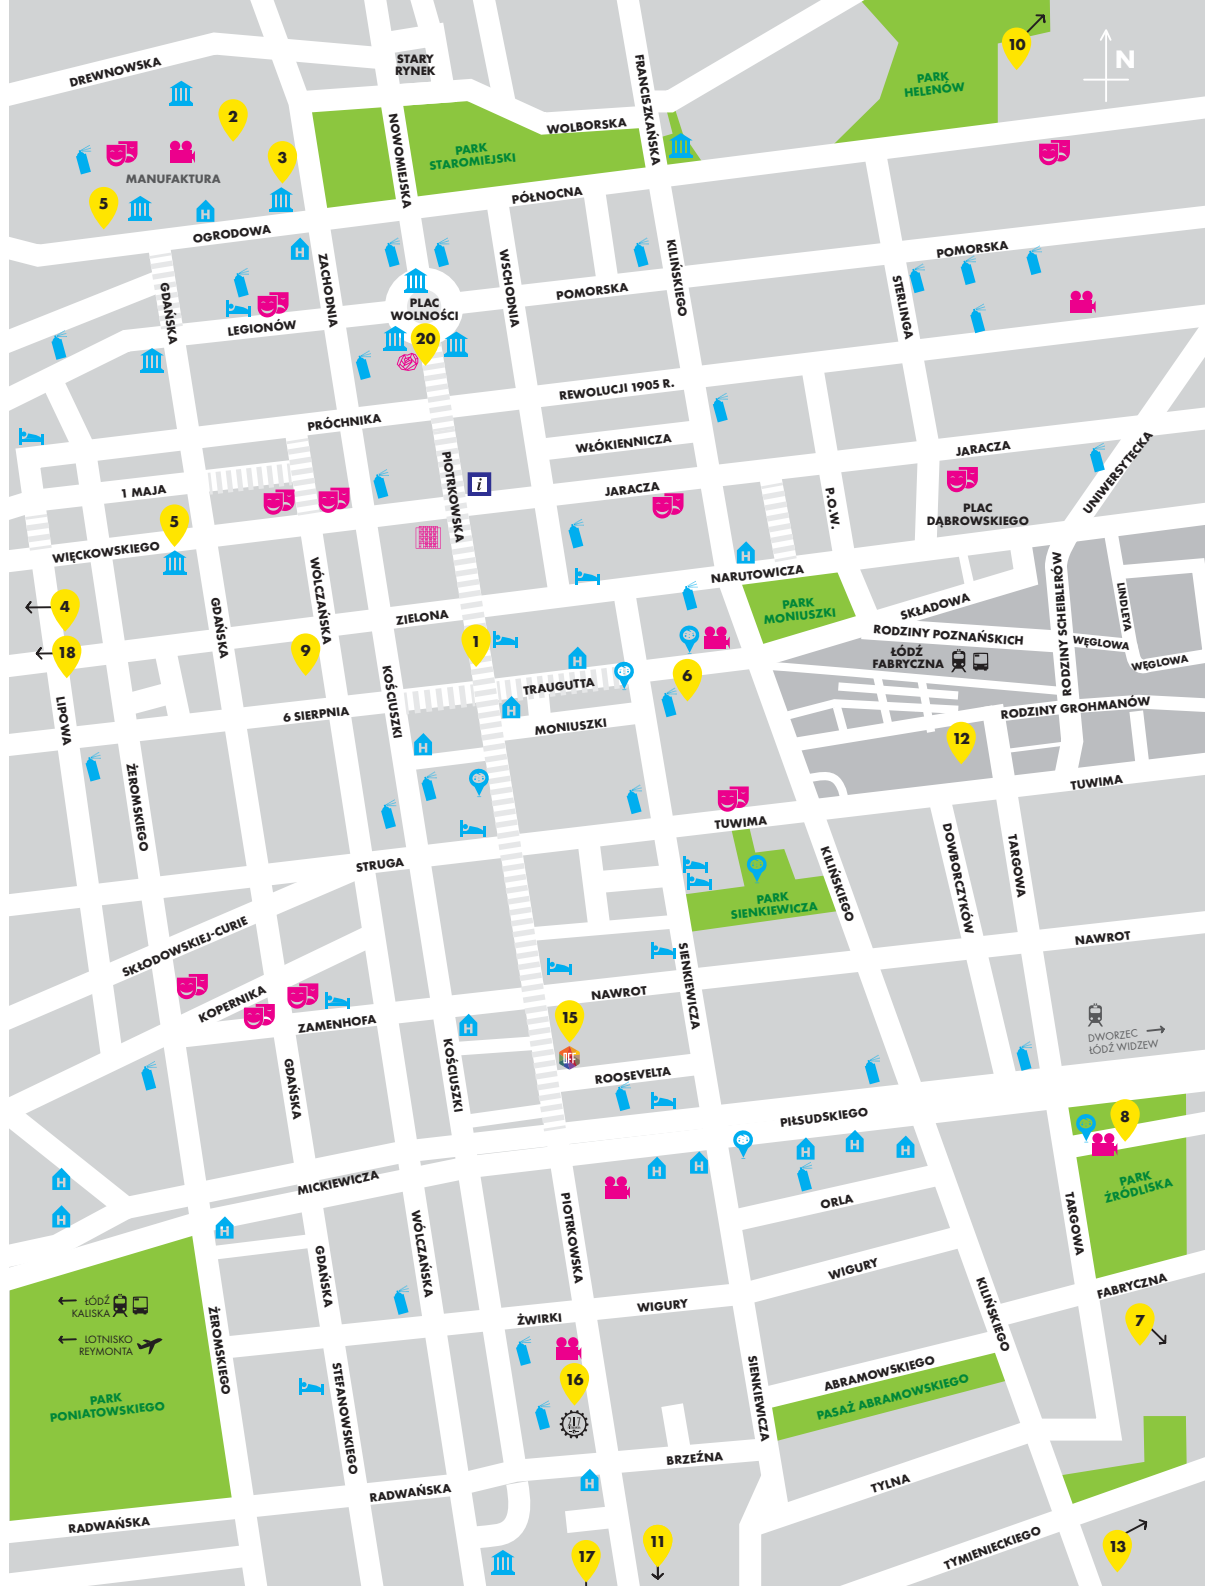 STARY
RYNEK
10
N
DREWNOWSKA
FRANCISZKAŃSKA
PARK
HELENÓW
2
NOWOMIEJSKA
WOLBORSKA
3
PARK
STAROMIEJSKI
MANUFAKTURA
5
H
PÓŁNOCNA
OGRODOWA
H
ZACHODNIA
WSCHODNIA
KILIŃSKIEGO
POMORSKA
GDAŃSKA
STERLINGA
POMORSKA
PLAC
WOLNOŚCI
LEGIONÓW
20
REWOLUCJI 1905 R.
PRÓCHNIKA
WŁÓKIENNICZA
JARACZA
UNIWERSYTECKA
PIOTRKOWSKA
i
1 MAJA
JARACZA
P.O.W.
PLAC
DĄBROWSKIEGO
5
WIĘCKOWSKIEGO
H
NARUTOWICZA
WÓLCZAŃSKA
RODZINY SCHEIBLERÓW
LINDLEYA
4
GDAŃSKA
ZIELONA
PARK
MONIUSZKI
SKŁADOWA
RODZINY POZNAŃSKICH
WĘGLOWA
WĘGLOWA
18
9
1
H
ŁÓDŹ
FABRYCZNA
6
KOŚCIUSZKI
TRAUGUTTA
H
LIPOWA
6 SIERPNIA
MONIUSZKI
RODZINY GROHMANÓW
12
H
ŻEROMSKIEGO
TUWIMA
TUWIMA
STRUGA
KILIŃSKIEGO
DOWBORCZYKÓW
TARGOWA
PARK
SIENKIEWICZA
SKŁODOWSKIEJ-CURIE
SIENKIEWICZA
NAWROT
KOPERNIKA
NAWROT
15
ZAMENHOFA
H
OFF
DWORZEC
ŁÓDŹ WIDZEW
GDAŃSKA
KOŚCIUSZKI
ROOSEVELTA
PIŁSUDSKIEGO
8
H
H
H
H
H
H
H
MICKIEWICZA
PARK
ŹRÓDLISKA
ORLA
H
WÓLCZAŃSKA
PIOTRKOWSKA
TARGOWA
GDAŃSKA
WIGURY
FABRYCZNA
ŁÓDŹ
KALISKA
ŻEROMSKIEGO
KILIŃSKIEGO
ŻWIRKI
WIGURY
7
LOTNISKO
REYMONTA
STEFANOWSKIEGO
SIENKIEWICZA
ABRAMOWSKIEGO
16
PARK
PONIATOWSKIEGO
PASAŻ ABRAMOWSKIEGO
BRZEŹNA
TYLNA
H
RADWAŃSKA
RADWAŃSKA
17
11
TYMIENIECKIEGO
13